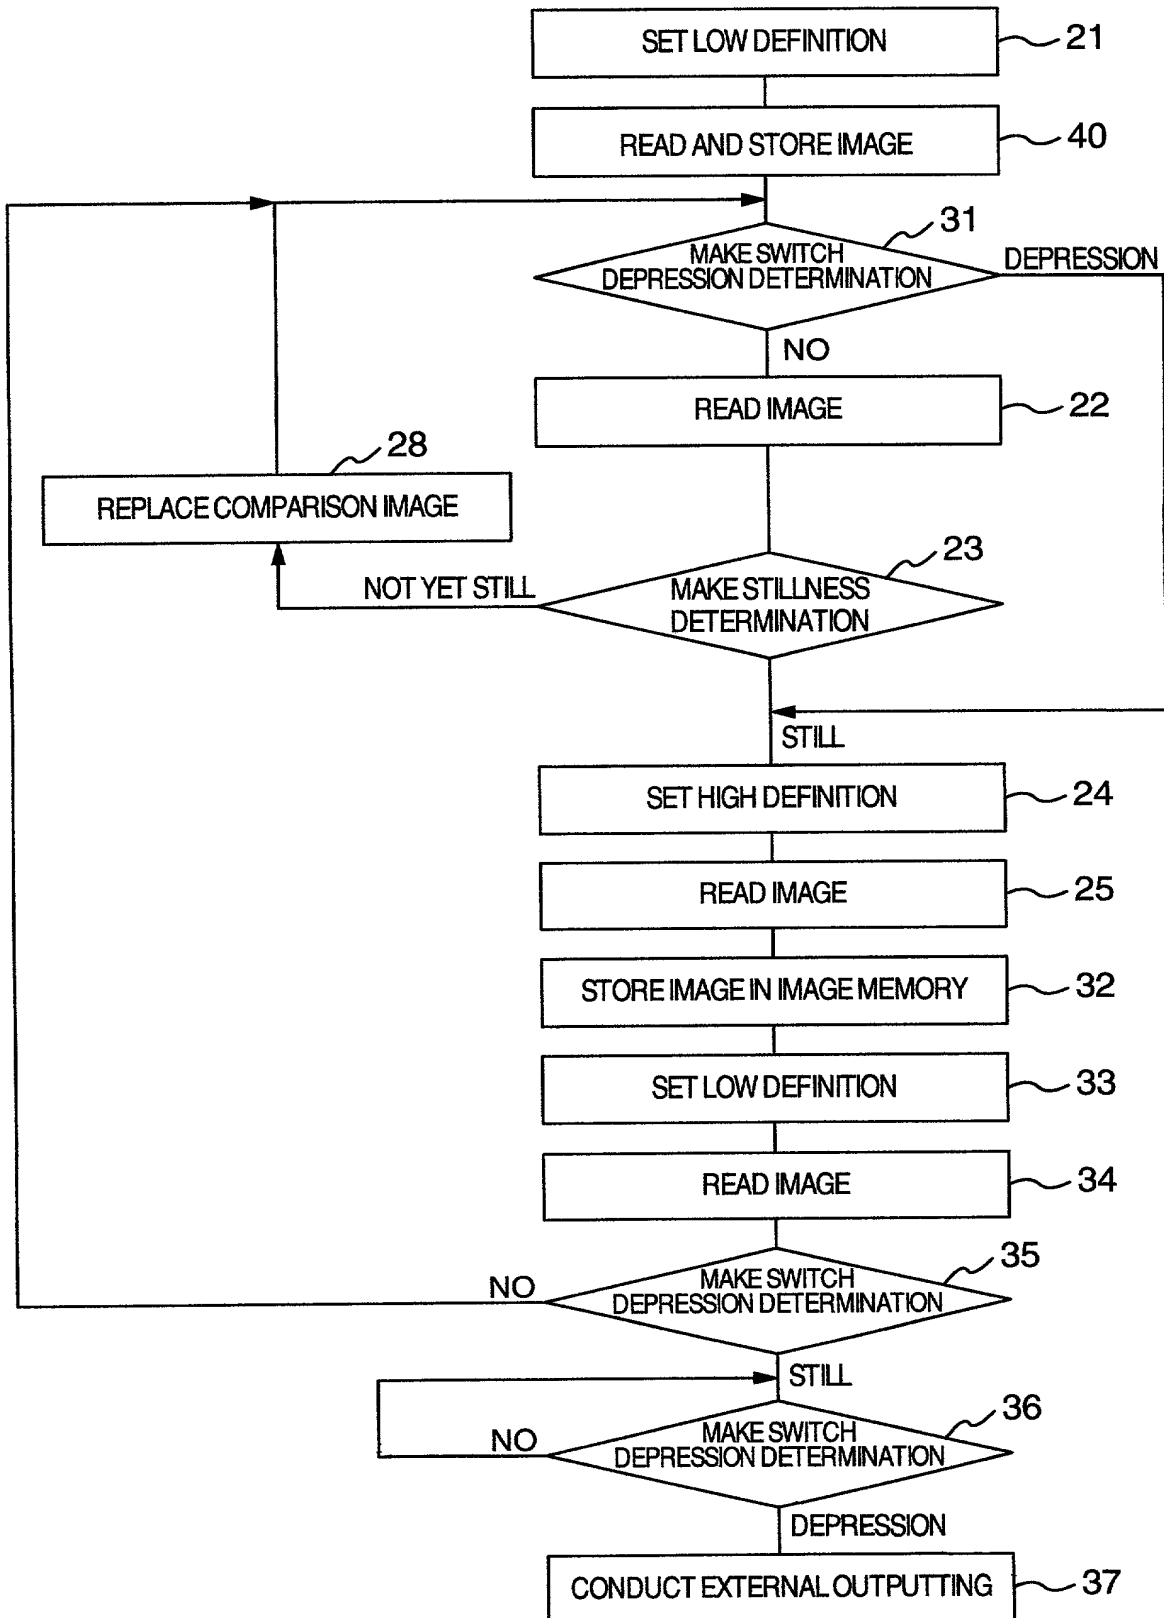 SET LOW DEFINITION
21
READ AND STORE IMAGE
40
31
MAKE SWITCH
DEPRESSION DETERMINATION
DEPRESSION
NO
READ IMAGE
22
28
REPLACE COMPARISON IMAGE
23
NOT YET STILL
MAKE STILLNESS
DETERMINATION
STILL
SET HIGH DEFINITION
24
READ IMAGE
25
STORE IMAGE IN IMAGE MEMORY
32
SET LOW DEFINITION
33
READ IMAGE
34
35
NO
MAKE SWITCH
DEPRESSION DETERMINATION
STILL
36
NO
MAKE SWITCH
DEPRESSION DETERMINATION
DEPRESSION
CONDUCT EXTERNAL OUTPUTTING
37